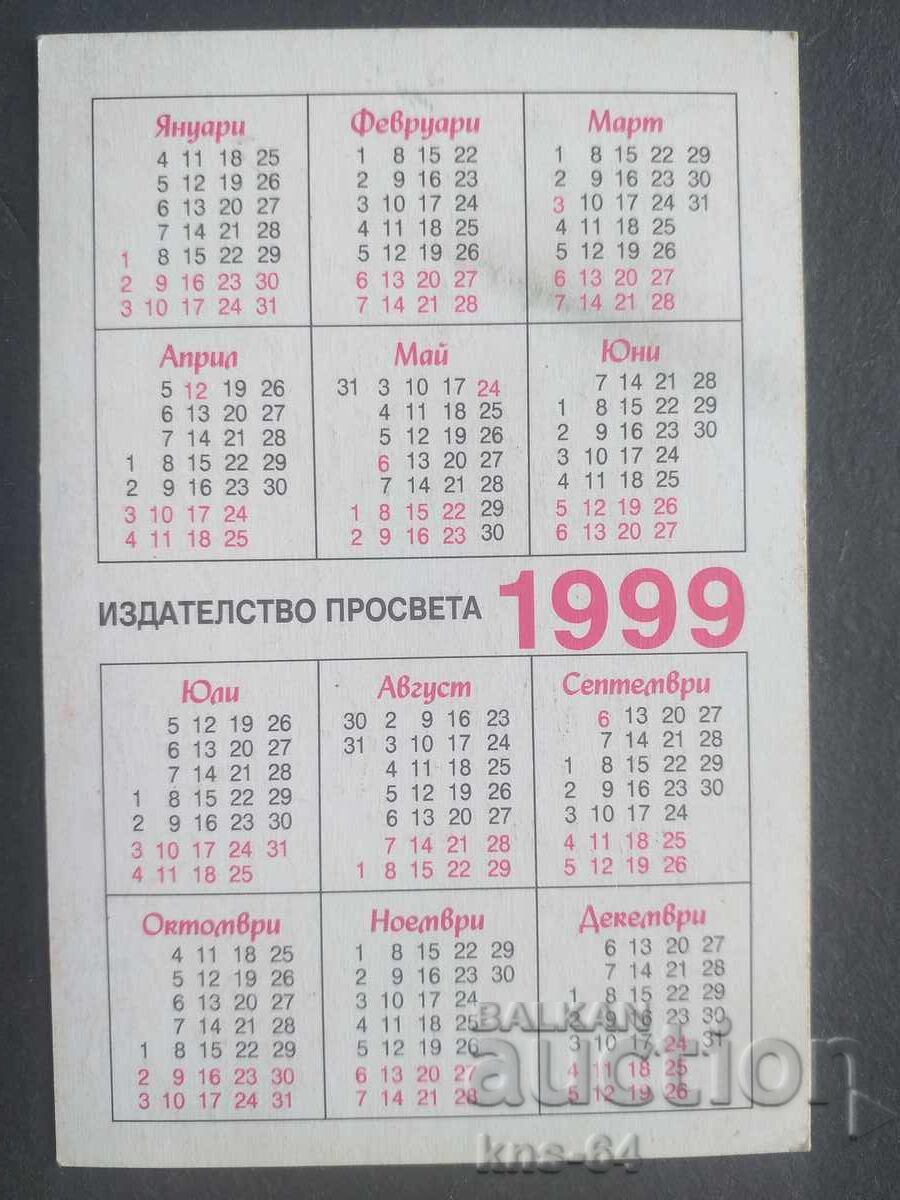 Януари Февруари Март
4 11 18 25 1 8 15 22 1 8 15 22 29
5 12 19 26 2 9 16 23 2 9 16 23 30
6 13 20 27 3 10 17 24 3 10 17 24 31
7 14 21 28 4 11 18 25 4 11 18 25
1 8 15 22 29 5 12 19 26 5 12 19 26
2 9 16 23 30 6 13 20 27 6 13 20 27
3 10 17 24 31 7 14 21 28 7 14 21 28
Април Май Юни
5 12 19 26 31 3 10 17 24 7 14 21 28
6 13 20 27 4 11 18 25 1 8 15 22 29
7 14 21 28 5 12 19 26 2 9 16 23 30
1 8 15 22 29 6 13 20 27 3 10 17 24
2 9 16 23 30 7 14 21 28 4 11 18 25
3 10 17 24 1 8 15 22 29 5 12 19 26
4 11 18 25 2 9 16 23 30 6 13 20 27
ИЗДАТЕЛСТВО ПРОСВЕТА 1999
Юли Август Септември
5 12 19 26 30 2 9 16 23 6 13 20 27
6 13 20 27 31 3 10 17 24 7 14 21 28
7 14 21 28 4 11 18 25 1 8 15 22 29
1 8 15 22 29 5 12 19 26 2 9 16 23 30
2 9 16 23 30 6 13 20 27 3 10 17 24
3 10 17 24 31 7 14 21 28 4 11 18 25
4 11 18 25 1 8 15 22 29 5 12 19 26
Октомври Ноември Декември
4 11 18 25 1 8 15 22 29 6 13 20 27
5 12 19 26 2 9 16 23 30 7 14 21 28
6 13 20 27 3 10 17 24 1 8 15 22 29
7 14 21 28 4 11 18 25 2 9 16 23 30
1 8 15 22 29 5 12 19 26 3 10 17 24 31
2 9 16 23 30 6 13 20 27 4 11 18 25
3 10 17 24 31 7 14 21 28 5 12 19 26
BALKAN
auction
kns-64